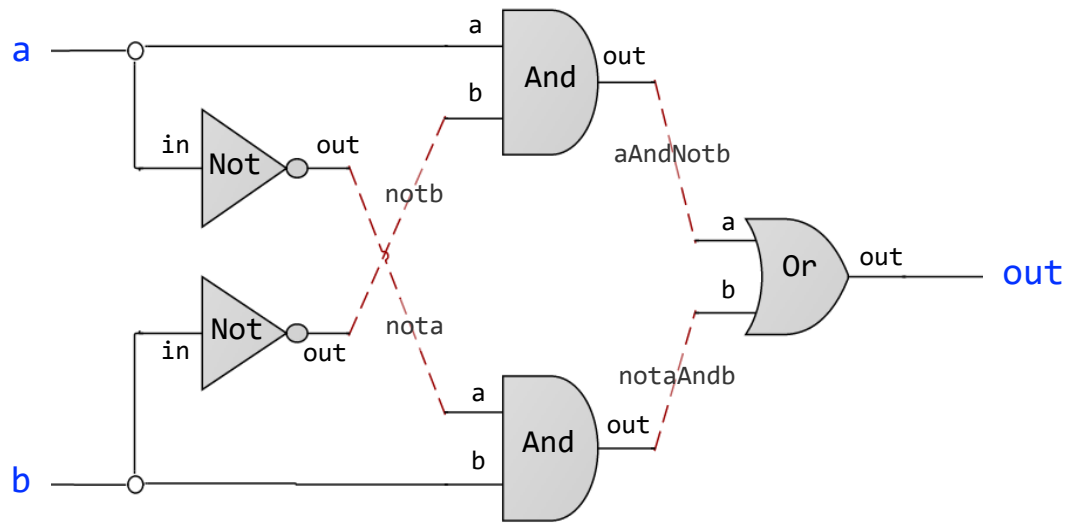 a
a
out
And
b
in
Not
out
aAndNotb
notb
a
Or
out
out
b
Not
in
out
nota
notaAndb
a
out
And
b
b